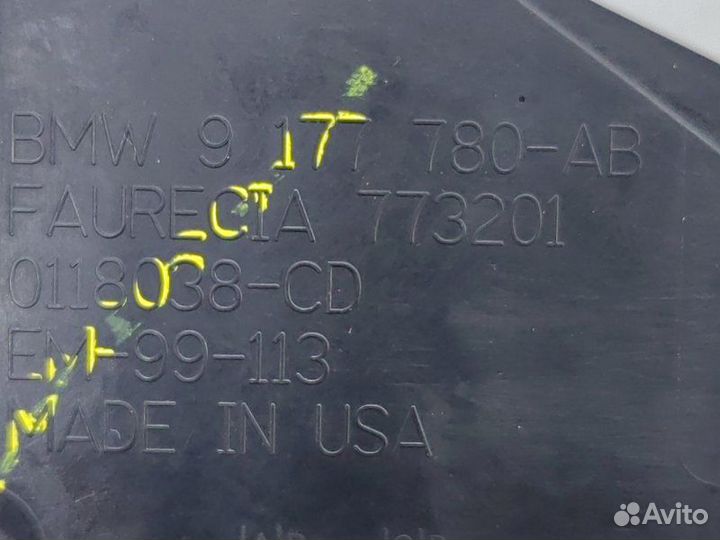 BMW 9 177 780-AB
FAURECIA 773201
0118038-CD
EM-99-113
MADE IN USA
Avito